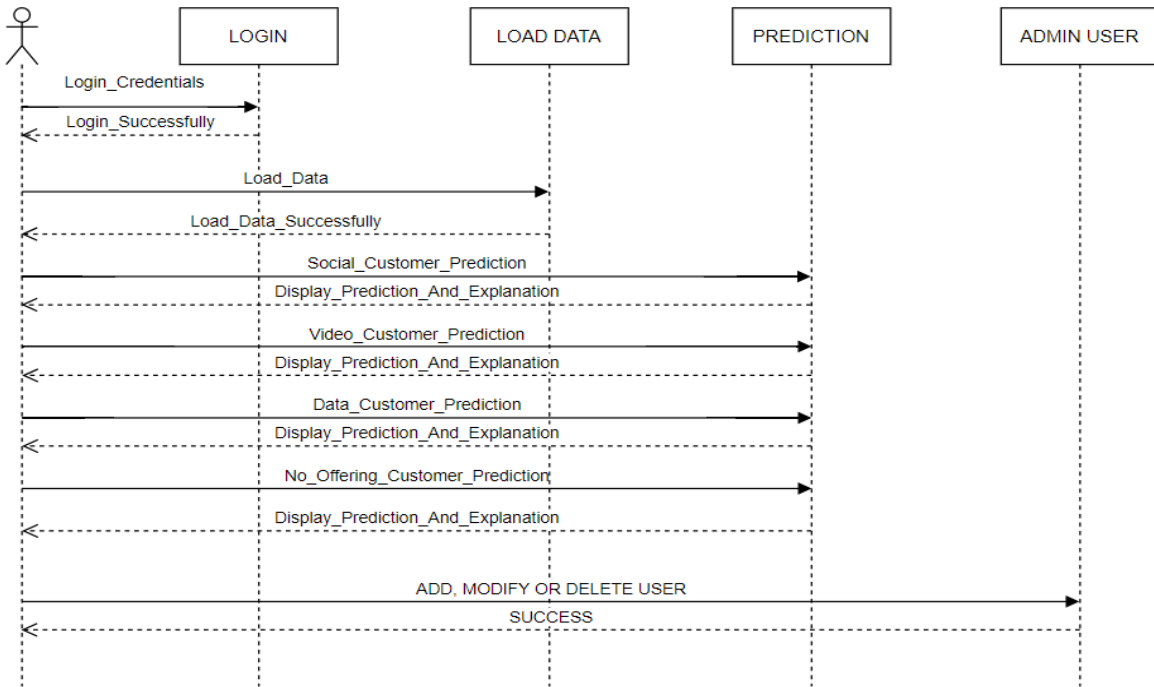 LOGIN
LOAD DATA
PREDICTION
ADMIN USER
Login_Credentials
Login_Successfully
Load_Data
Load_Data_Successfully
Social_Customer_Prediction
Display_Prediction_And_Explanation
Video_Customer_Prediction
Display_Prediction_And_Explanation
Data_Customer_Prediction
Display_Prediction_And_Explanation
No_Offering_Customer_Prediction
Display_Prediction_And_Explanation
ADD, MODIFY OR DELETE USER
SUCCESS